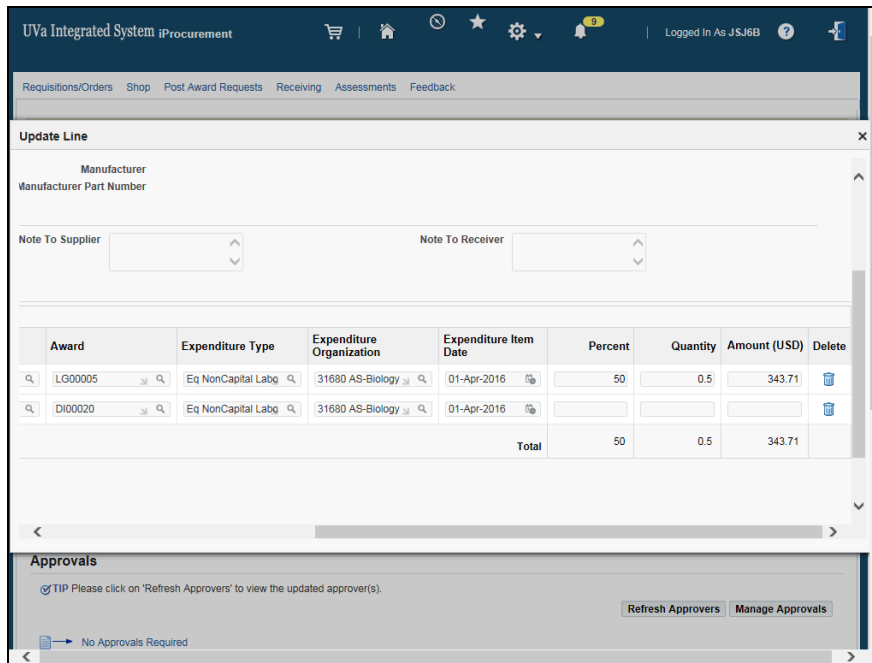 UVa Integrated System iProcurement
9
Logged In As JSJ6B
?
Requisitions/Orders Shop Post Award Requests Receiving Assessments Feedback
Update Line
Manufacturer
Manufacturer Part Number
Note To Supplier Note To Receiver
Award Expenditure Type Expenditure Organization Expenditure Item Date Percent Quantity Amount (USD) Delete
LG00005 Eq NonCapital Labg 31680 AS-Biology 01-Apr-2016 50 0.5 343.71
DI00020 Eq NonCapital Labg 31680 AS-Biology 01-Apr-2016
Total 50 0.5 343.71
Approvals
TIP Please click on 'Refresh Approvers' to view the updated approver(s).
Refresh Approvers Manage Approvals
No Approvals Required